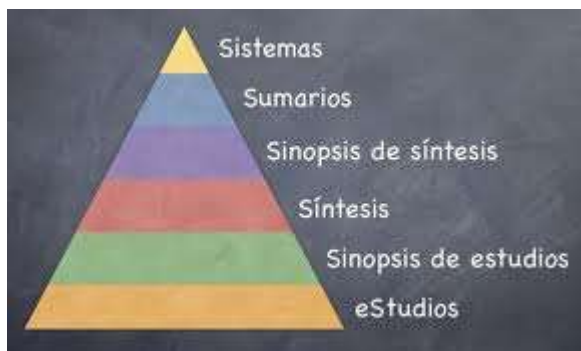 Sistemas
Sumarios
Sinopsis de síntesis
Síntesis
Sinopsis de estudios
eStudios